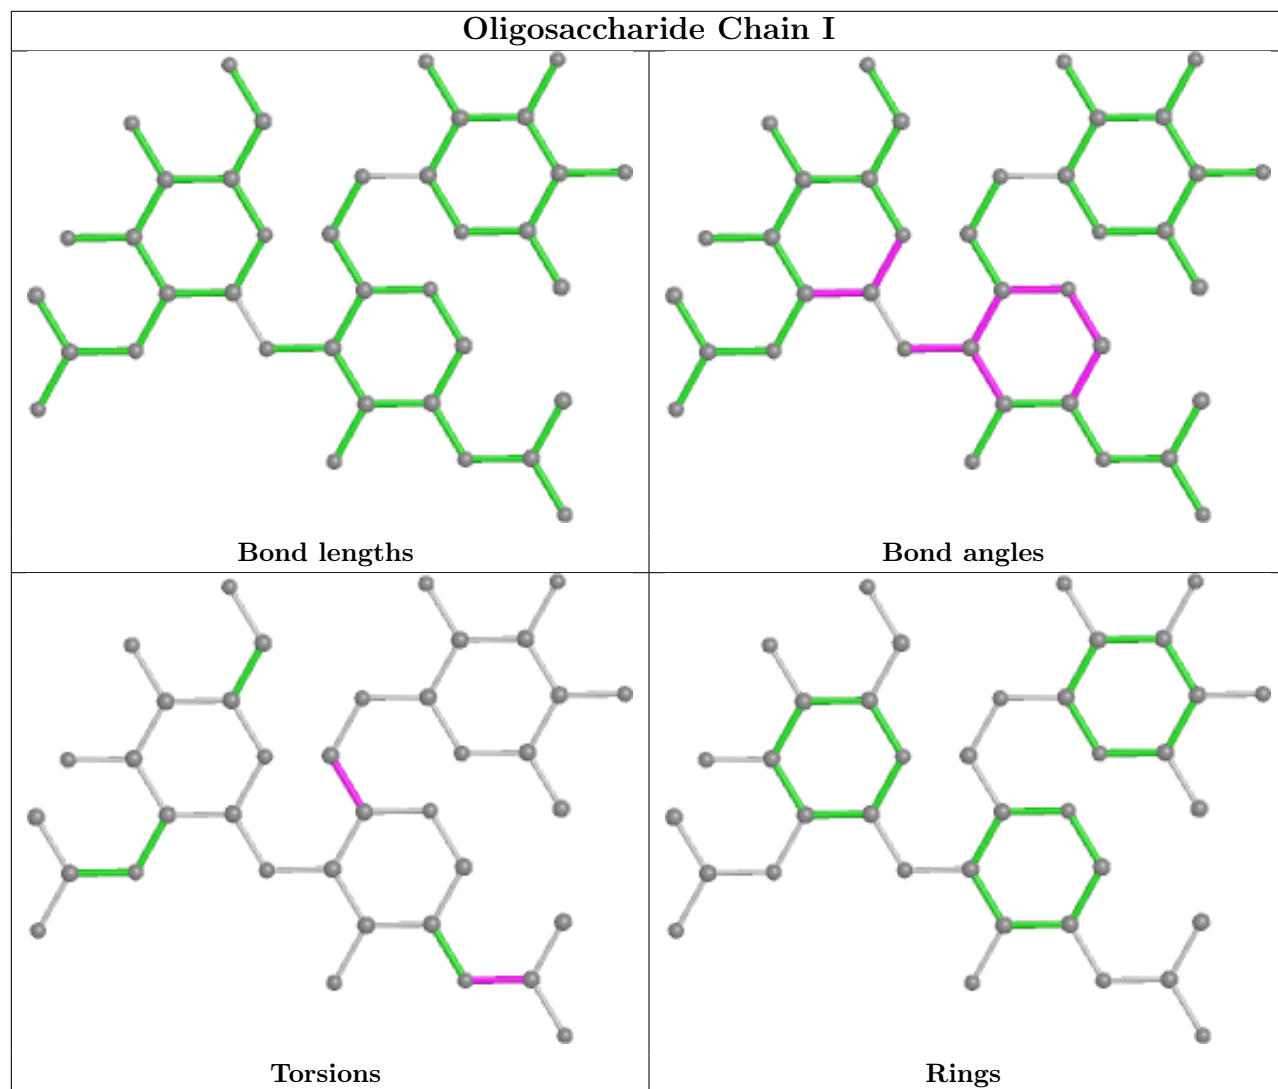 Oligosaccharide Chain I
Bond lengths
Bond angles
Torsions
Rings